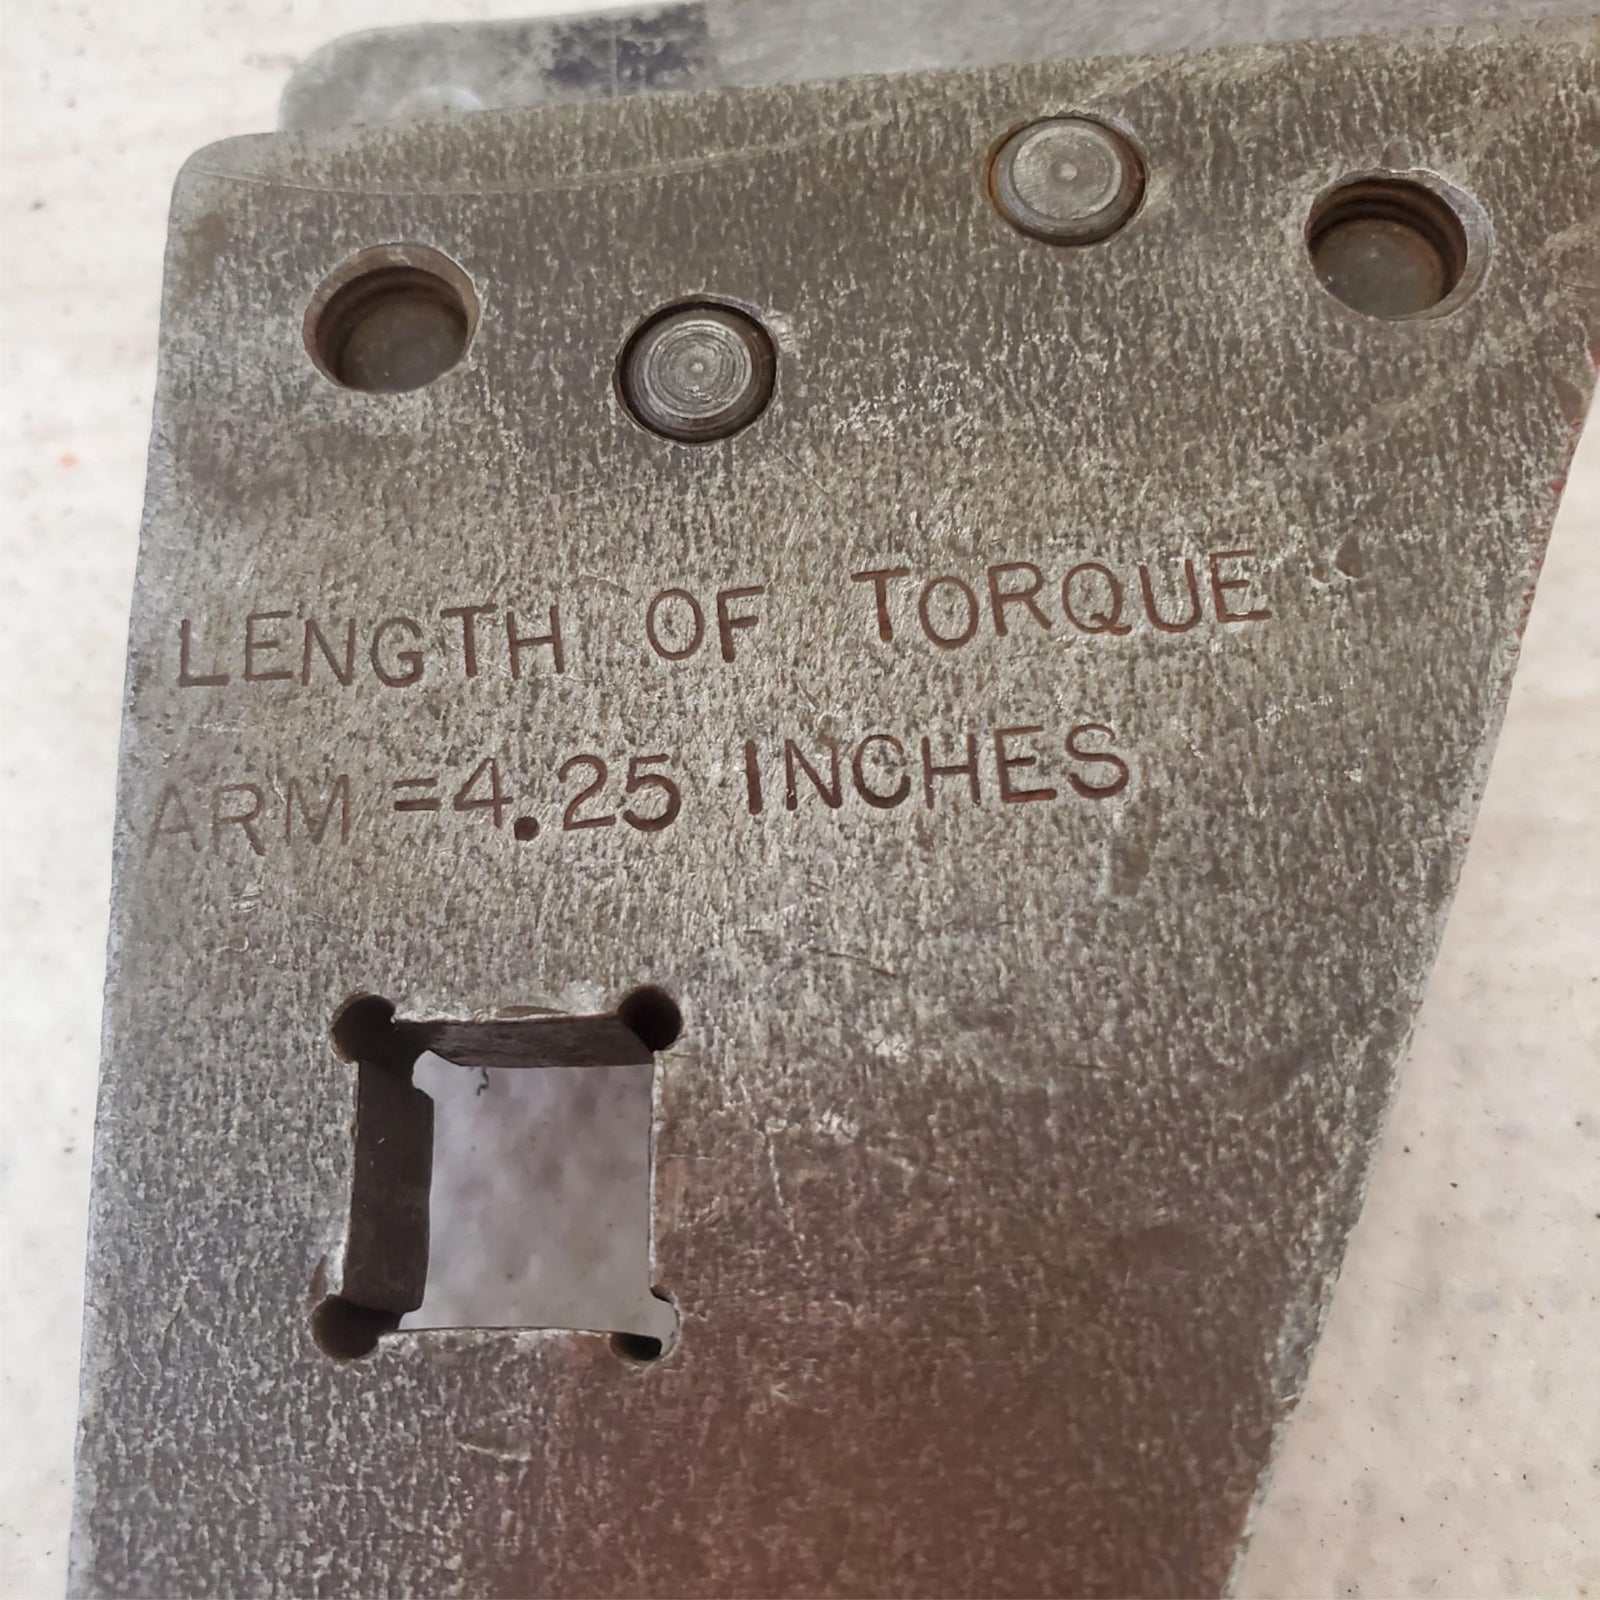 LENGTH OF TORQUE
ARM =4.25 INCHES